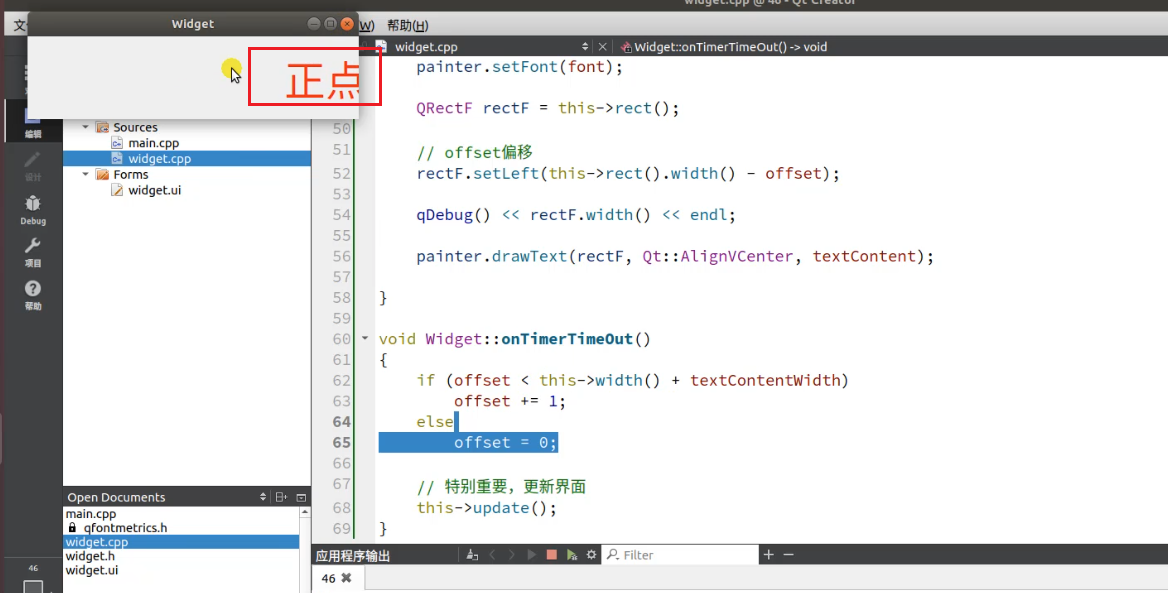 widget.cpp @ 46 - Qt Creator
Widget
文
W) 帮助(H)
正点
widget.cpp
Widget::onTimerTimeOut() -> void
编辑
设计
Debug
项目
帮助
46
Sources
main.cpp
widget.cpp
Forms
widget.ui
Open Documents
main.cpp
qfontmetrics.h
widget.cpp
widget.h
widget.ui
painter.setFont(font);
QRectF rectF = this->rect();
50
51 // offset偏移
52 rectF.setLeft(this->rect().width() - offset);
53
54 qDebug() << rectF.width() << endl;
55
56 painter.drawText(rectF, Qt::AlignVCenter, textContent);
57
58 }
59
60 void Widget::onTimerTimeOut()
61 {
62 if (offset < this->width() + textContentWidth)
63 offset += 1;
64 else
65 offset = 0;
66
67 // 特别重要，更新界面
68 this->update();
69 }
应用程序输出
Filter
46